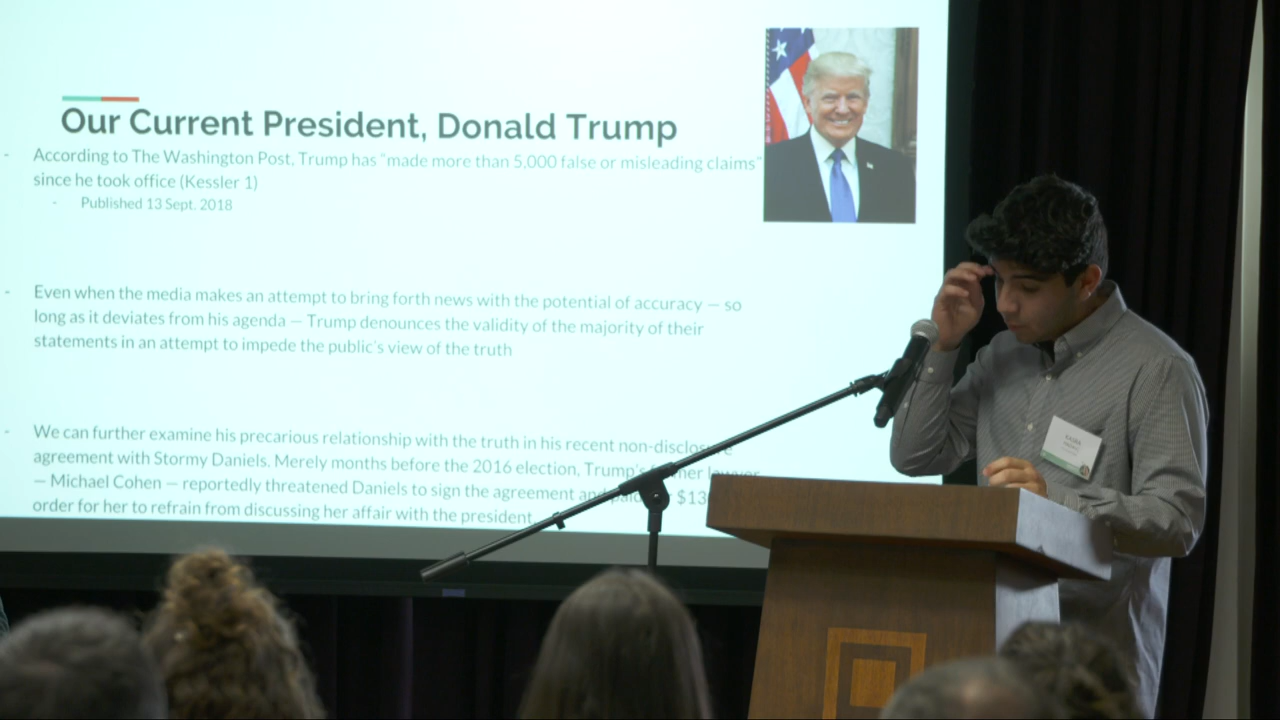 Our Current President, Donald Trump
- According to The Washington Post, Trump has "made more than 5,000 false or misleading claims"
since he took office (Kessler 1)
- Published 13 Sept. 2018
- Even when the media makes an attempt to bring forth news with the potential of accuracy — so
long as it deviates from his agenda — Trump denounces the validity of the majority of their
statements in an attempt to impede the public's view of the truth
- We can further examine his precarious relationship with the truth in his recent non-disclosure
agreement with Stormy Daniels. Merely months before the 2016 election, Trump's former lawyer
— Michael Cohen — reportedly threatened Daniels to sign the agreement and
order for her to refrain from discussing her affair with the president.